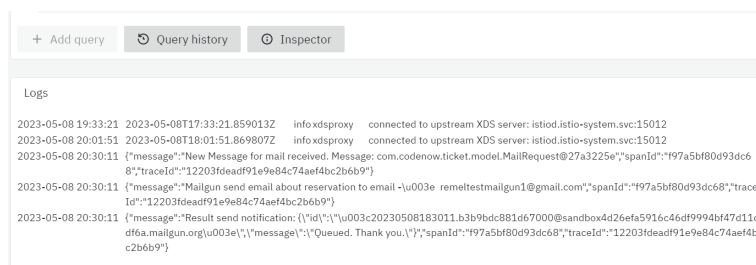 + Add query Query history Inspector
Logs
2023-05-08 19:33:21 2023-05-08T17:33:21.859013Z info xdsproxy connected to upstream XDS server: istiod.istio-system.svc:15012
2023-05-08 20:01:51 2023-05-08T18:01:51.869807Z info xdsproxy connected to upstream XDS server: istiod.istio-system.svc:15012
2023-05-08 20:30:11 {"message":"New Message for mail received. Message: com.codenow.ticket.model.MailRequest@27a3225e","spanId":"f97a5bf80d93dc6
8","traceId":"12203fdeadf91e9e84c74aef4bc2b6b9"}
2023-05-08 20:30:11 {"message":"Mailgun send email about reservation to email -\u003e remeltestmailgun1@gmail.com","spanId":"f97a5bf80d93dc68","trace
Id":"12203fdeadf91e9e84c74aef4bc2b6b9"}
2023-05-08 20:30:11 {"message":"Result send notification: {\"id\":\"\u003c20230508183011.b3b9bdc881d67000@sandbox4d26efa5916c46df9994bf47d11c
df6a.mailgun.org\u003e\",\"message\":\"Queued. Thank you.\"}","spanId":"f97a5bf80d93dc68","traceId":"12203fdeadf91e9e84c74aef4b
c2b6b9"}